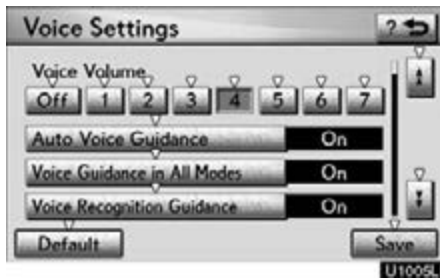 Voice Settings ?
Voice Volume
Off 1 2 3 4 5 6 7
Auto Voice Guidance On
Voice Guidance in All Modes On
Voice Recognition Guidance On
Default Save
U1006L